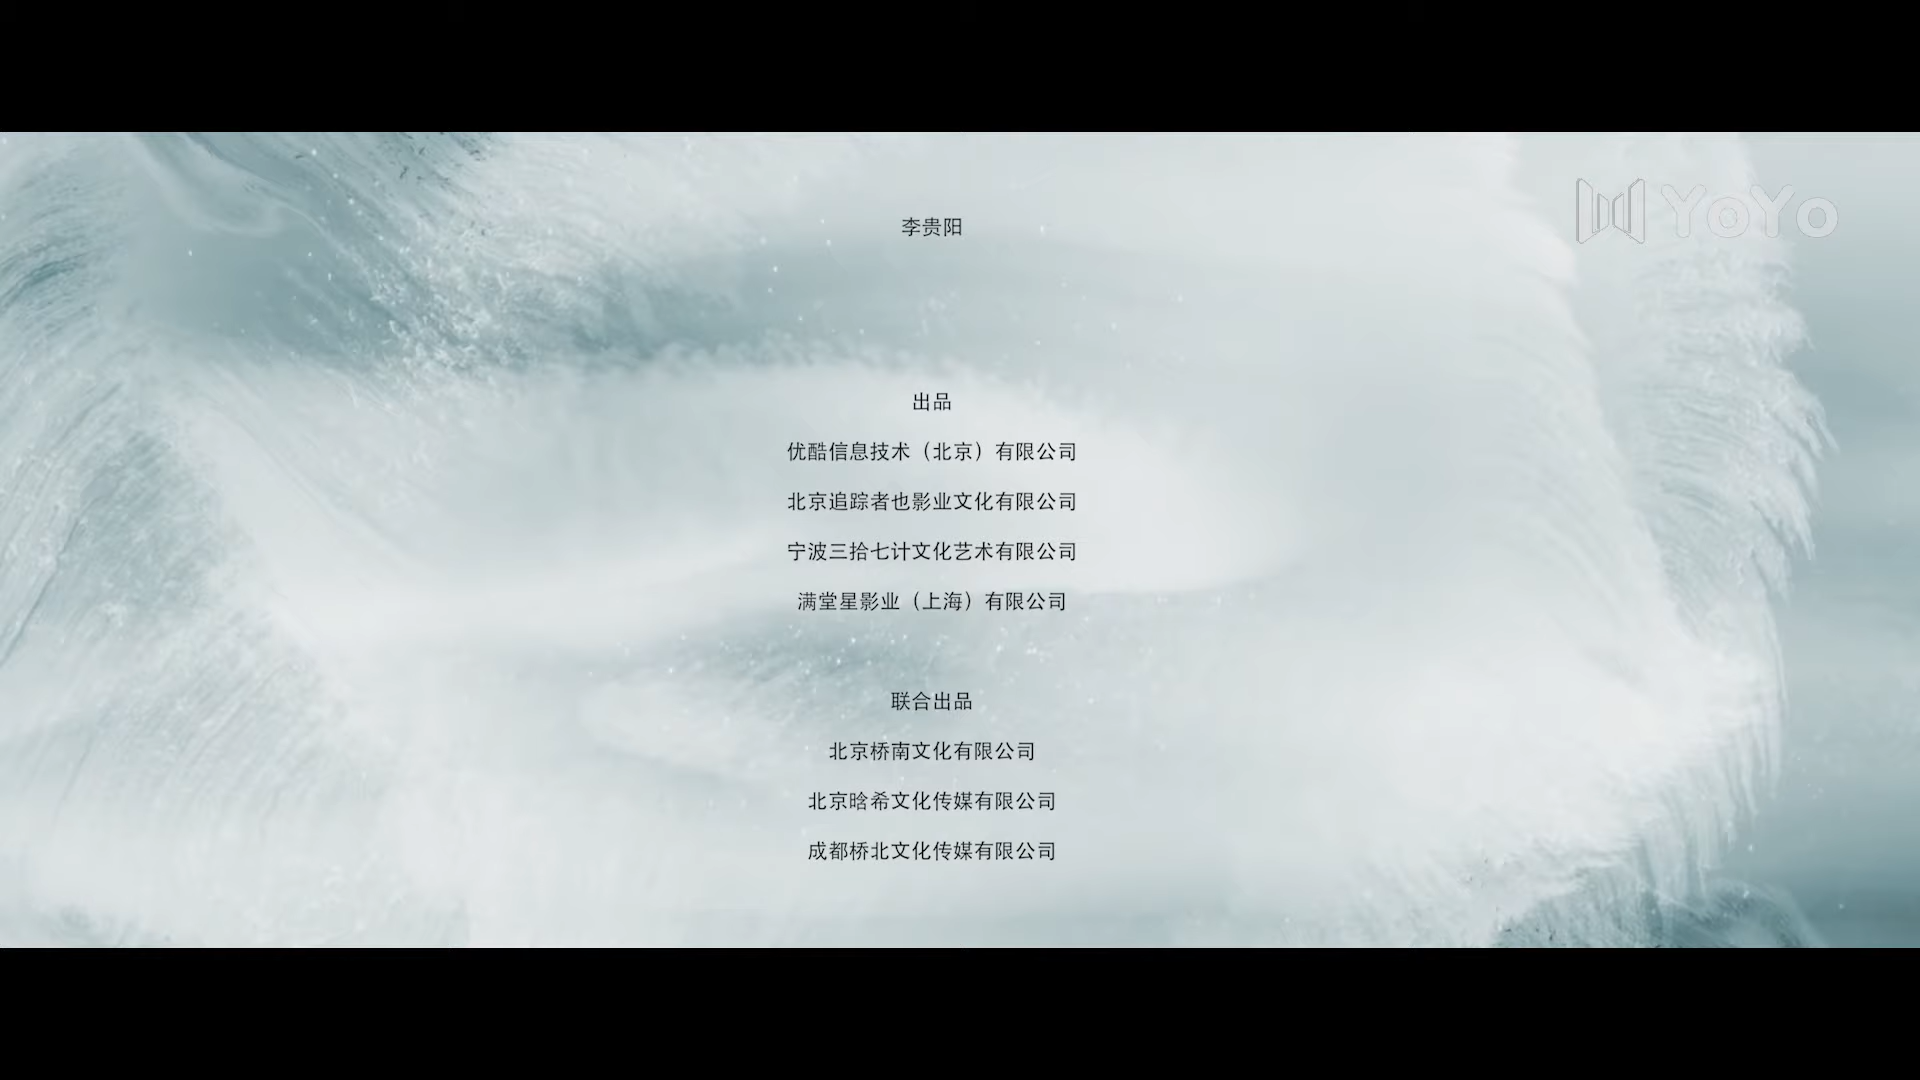 YoYo
李贵阳
出品
优酷信息技术（北京）有限公司
北京追踪者也影业文化有限公司
宁波三拾七计文化艺术有限公司
满堂星影业（上海）有限公司
联合出品
北京桥南文化有限公司
北京晗希文化传媒有限公司
成都桥北文化传媒有限公司